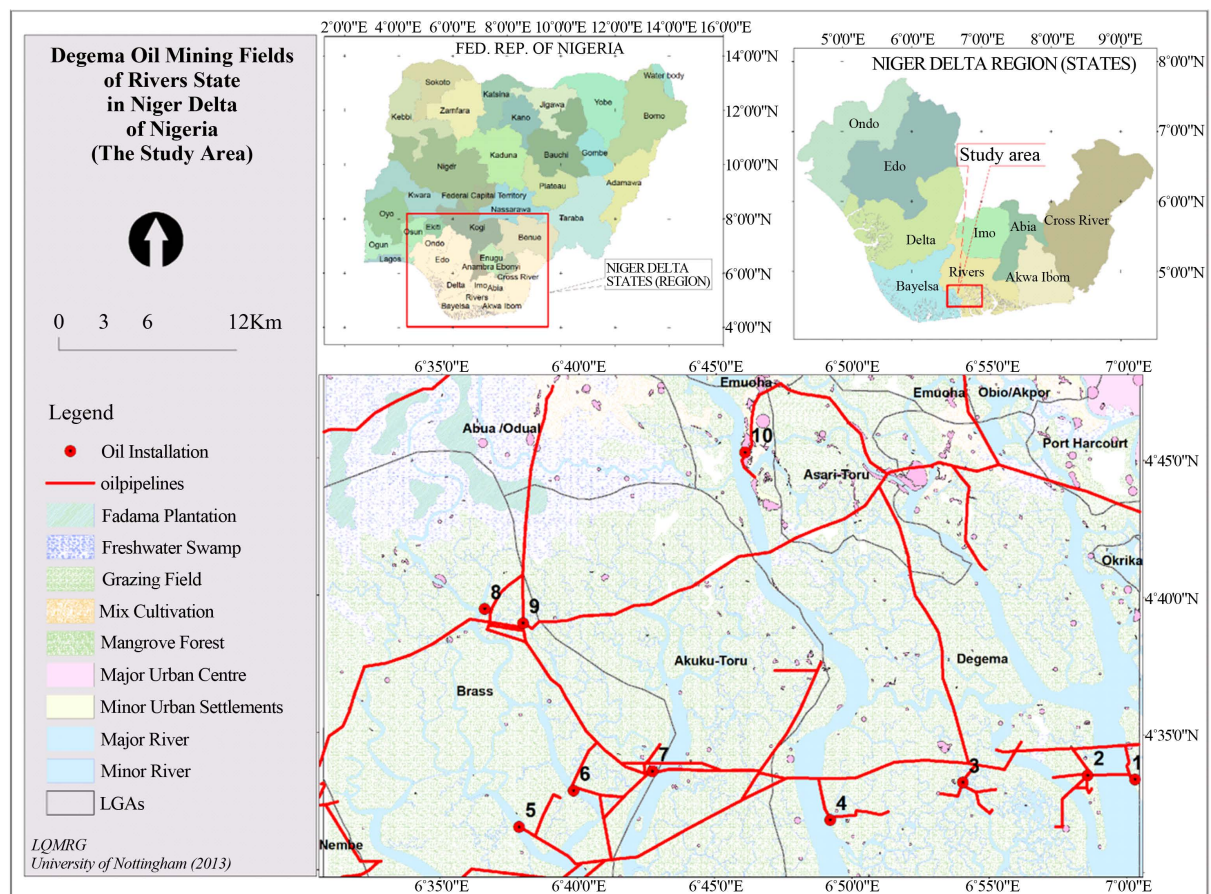 Degema Oil Mining Fields
of Rivers State
in Niger Delta
of Nigeria
(The Study Area)
0 3 6 12Km
Legend
Oil Installation
oilpipelines
Fadama Plantation
Freshwater Swamp
Grazing Field
Mix Cultivation
Mangrove Forest
Major Urban Centre
Minor Urban Settlements
Major River
Minor River
LGAs
LQMRG
University of Nottingham (2013)
2°0'0"E 6°0'0"E 10°0'0"E 16°0'0"E
FED. REP. OF NIGERIA
14°0'0"N
12°0'0"N
10°0'0"N
8°0'0"N
6°0'0"N
4°0'0"N
Sokoto
Katsina
Water body
Zamfara
Jigawa
Yobe
Kebbi
Kano
Borno
Niger
Kaduna
Bauchi
Gombe
Plateau
Adamawa
Kwara
Federal Capital Territory
Nassarawa
Taraba
Oyo
Ekiti
Kogi
Osun
Ogun
Ondo
Benue
Lagos
Edo
Enugu
Anambra Ebonyi
Cross River
Delta
Imo
Abia
Rivers
Bayelsa
Akwa Ibom
NIGER DELTA
STATES (REGION)
5°0'0"E 6°0'0"E 7°0'0"E 8°0'0"E 9°0'0"E
NIGER DELTA REGION (STATES)
8°0'0"N
7°0'0"N
6°0'0"N
5°0'0"N
Ondo
Edo
Study area
Delta
Imo
Abia
Cross River
Rivers
Bayelsa
Akwa Ibom
6°35'0"E 6°40'0"E 6°45'0"E 6°50'0"E 6°55'0"E 7°0'0"E
4°45'0"N
4°40'0"N
4°35'0"N
Emuoha
Emuoha
Obio/Akpor
Abua /Odual
10
Port Harcourt
Asari-Toru
Okrika
8
9
Akuku-Toru
Degema
Brass
7
3
2
1
6
4
5
Nembe
6°35'0"E 6°40'0"E 6°45'0"E 6°50'0"E 6°55'0"E 7°0'0"E